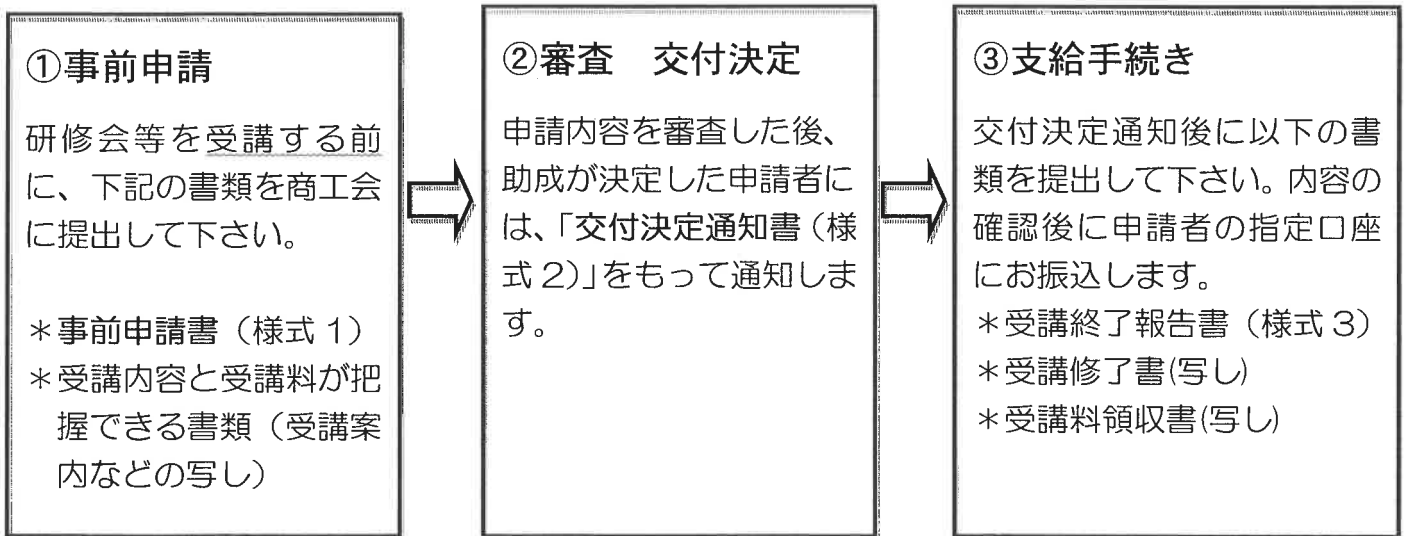 ①事前申請
研修会等を受講する前
に、下記の書類を商工会
に提出して下さい。
＊事前申請書（様式 1）
＊受講内容と受講料が把
握できる書類（受講案
内などの写し）
②審査　交付決定
申請内容を審査した後、
助成が決定した申請者に
は、「交付決定通知書（様
式 2）」をもって通知しま
す。
③支給手続き
交付決定通知後に以下の書
類を提出して下さい。内容の
確認後に申請者の指定口座
にお振込します。
＊受講終了報告書（様式 3）
＊受講修了書(写し)
＊受講料領収書(写し)